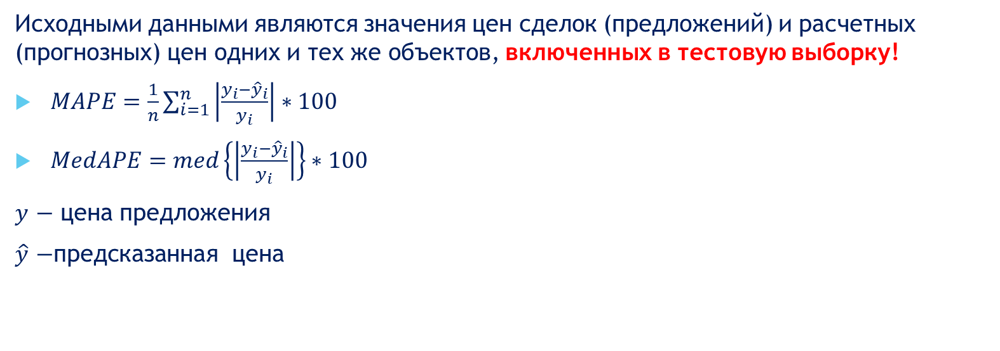 Исходными данными являются значения цен сделок (предложений) и расчетных
(прогнозных) цен одних и тех же объектов, включенных в тестовую выборку!
MAPE = \frac{1}{n} \sum_{i=1}^{n} \left| \frac{y_i - \hat{y}_i}{y_i} \right| * 100
MedAPE = med \left\{ \left| \frac{y_i - \hat{y}_i}{y_i} \right| \right\} * 100
y — цена предложения
ŷ —предсказанная цена